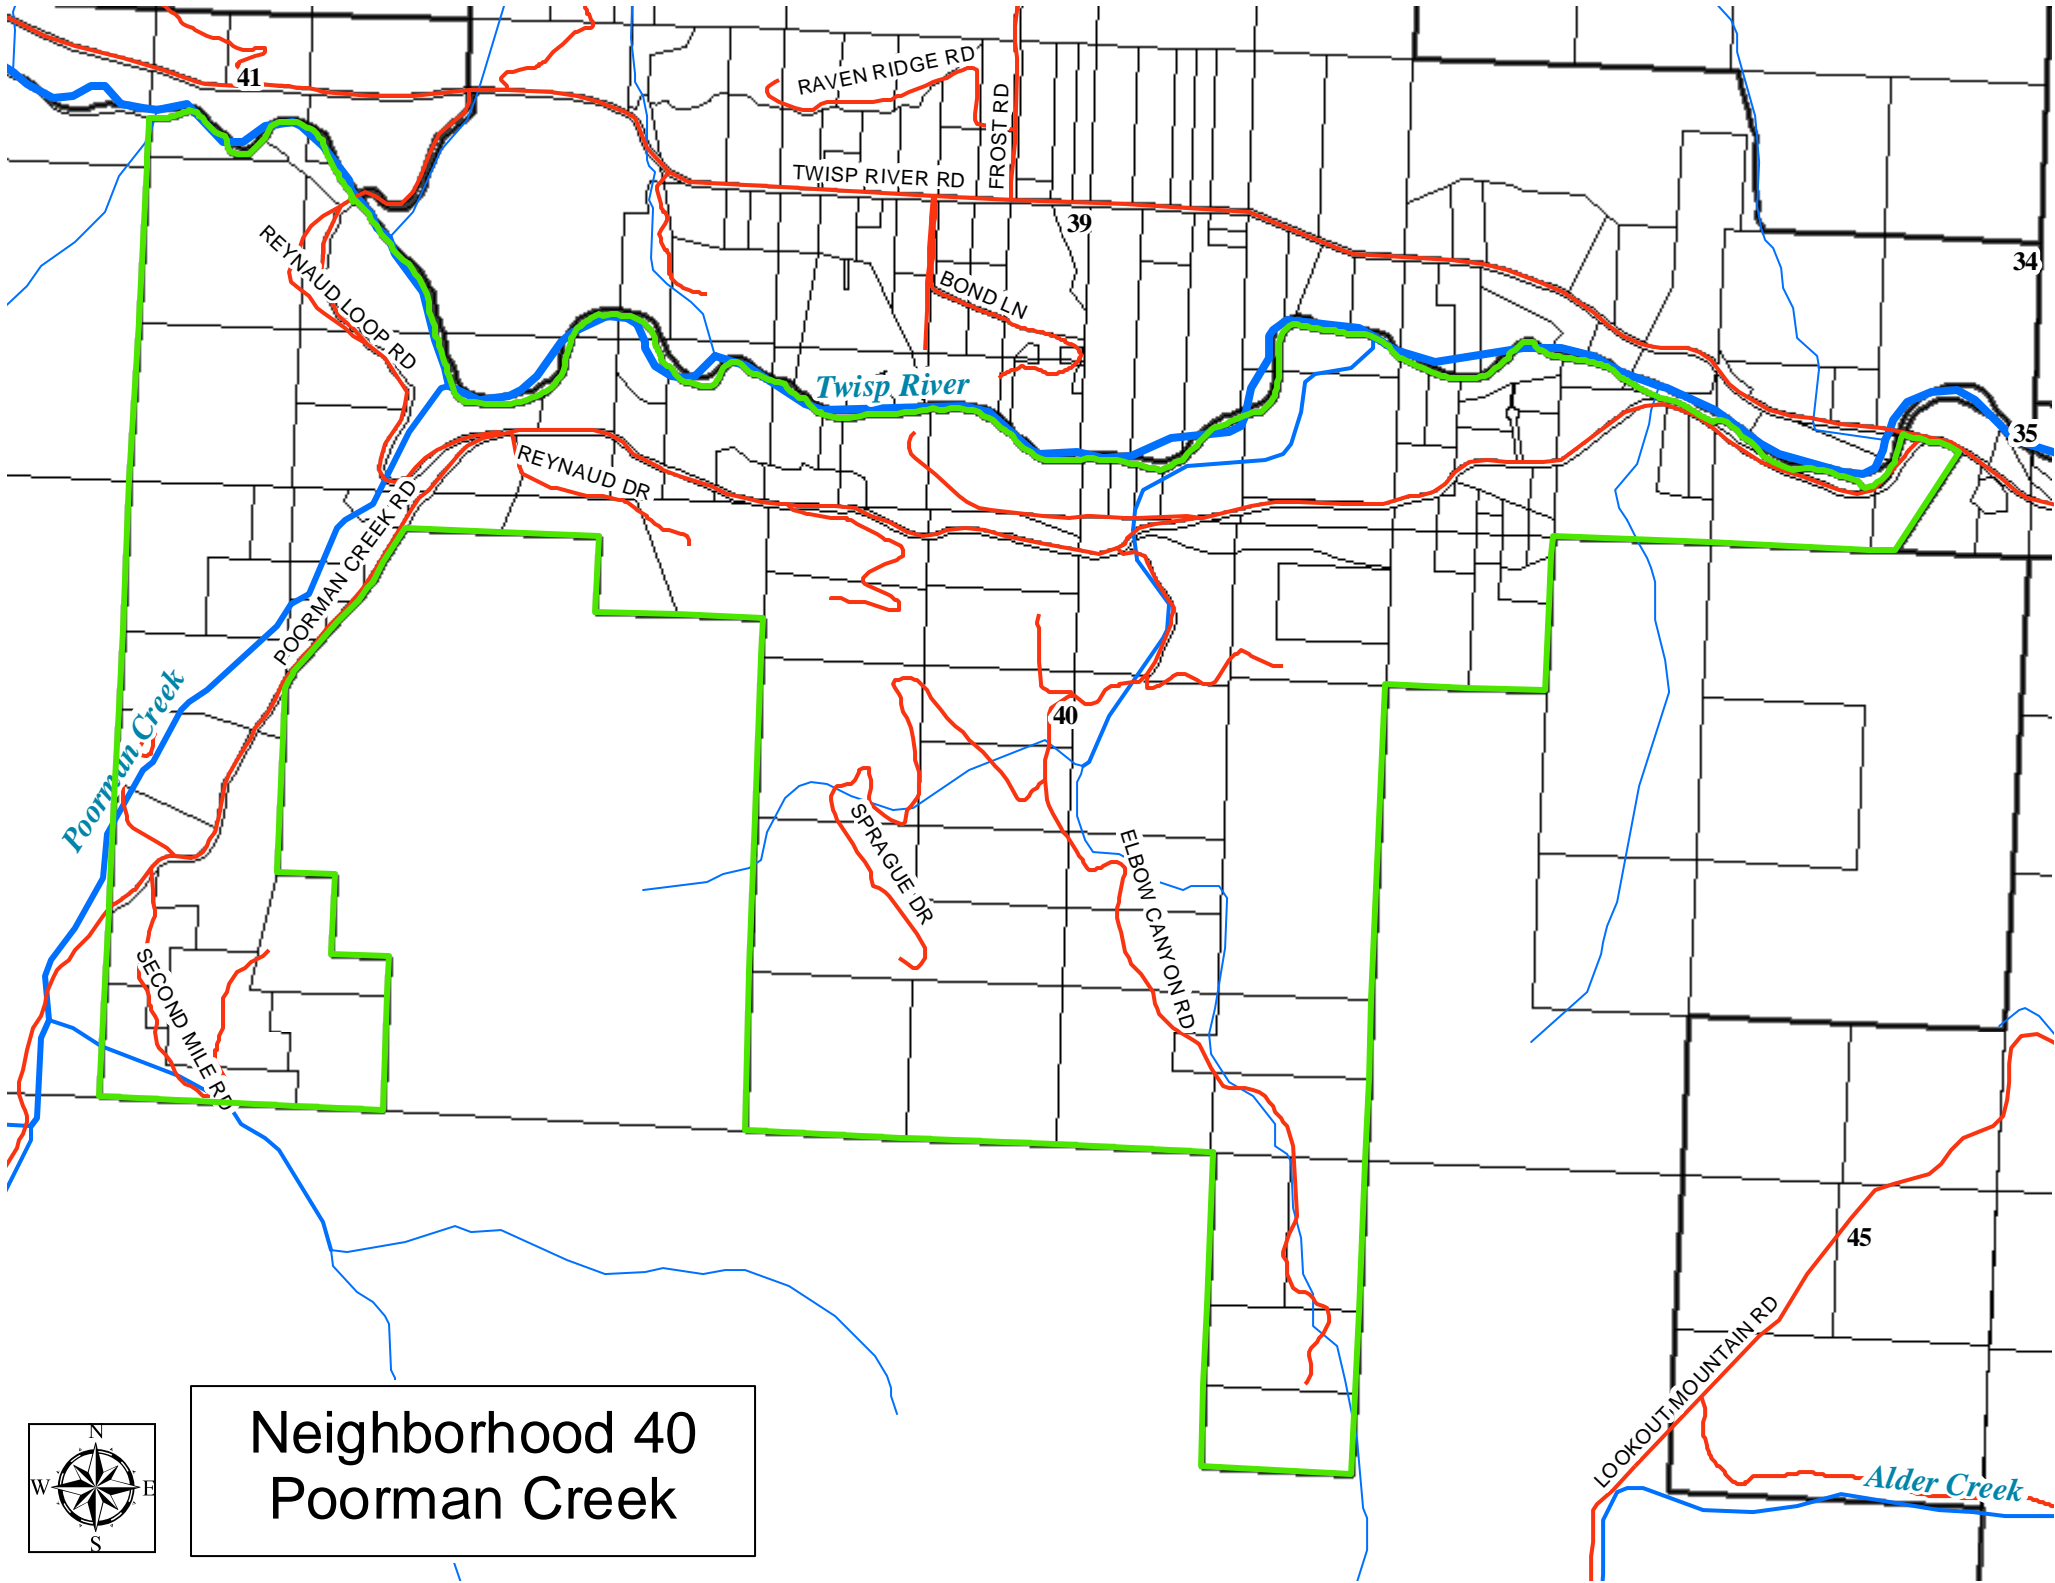 41
RAVEN RIDGE RD
FROST RD
TWISP RIVER RD
39
34
REYNAUD LOOP RD
BOND LN
Twisp River
35
REYNAUD DR
POORMAN CREEK RD
Poorman Creek
40
SPRAGUE DR
ELBOW CANYON RD
SECOND MILE RD
45
LOOKOUT MOUNTAIN RD
Alder Creek
Neighborhood 40
Poorman Creek
N
W E
S